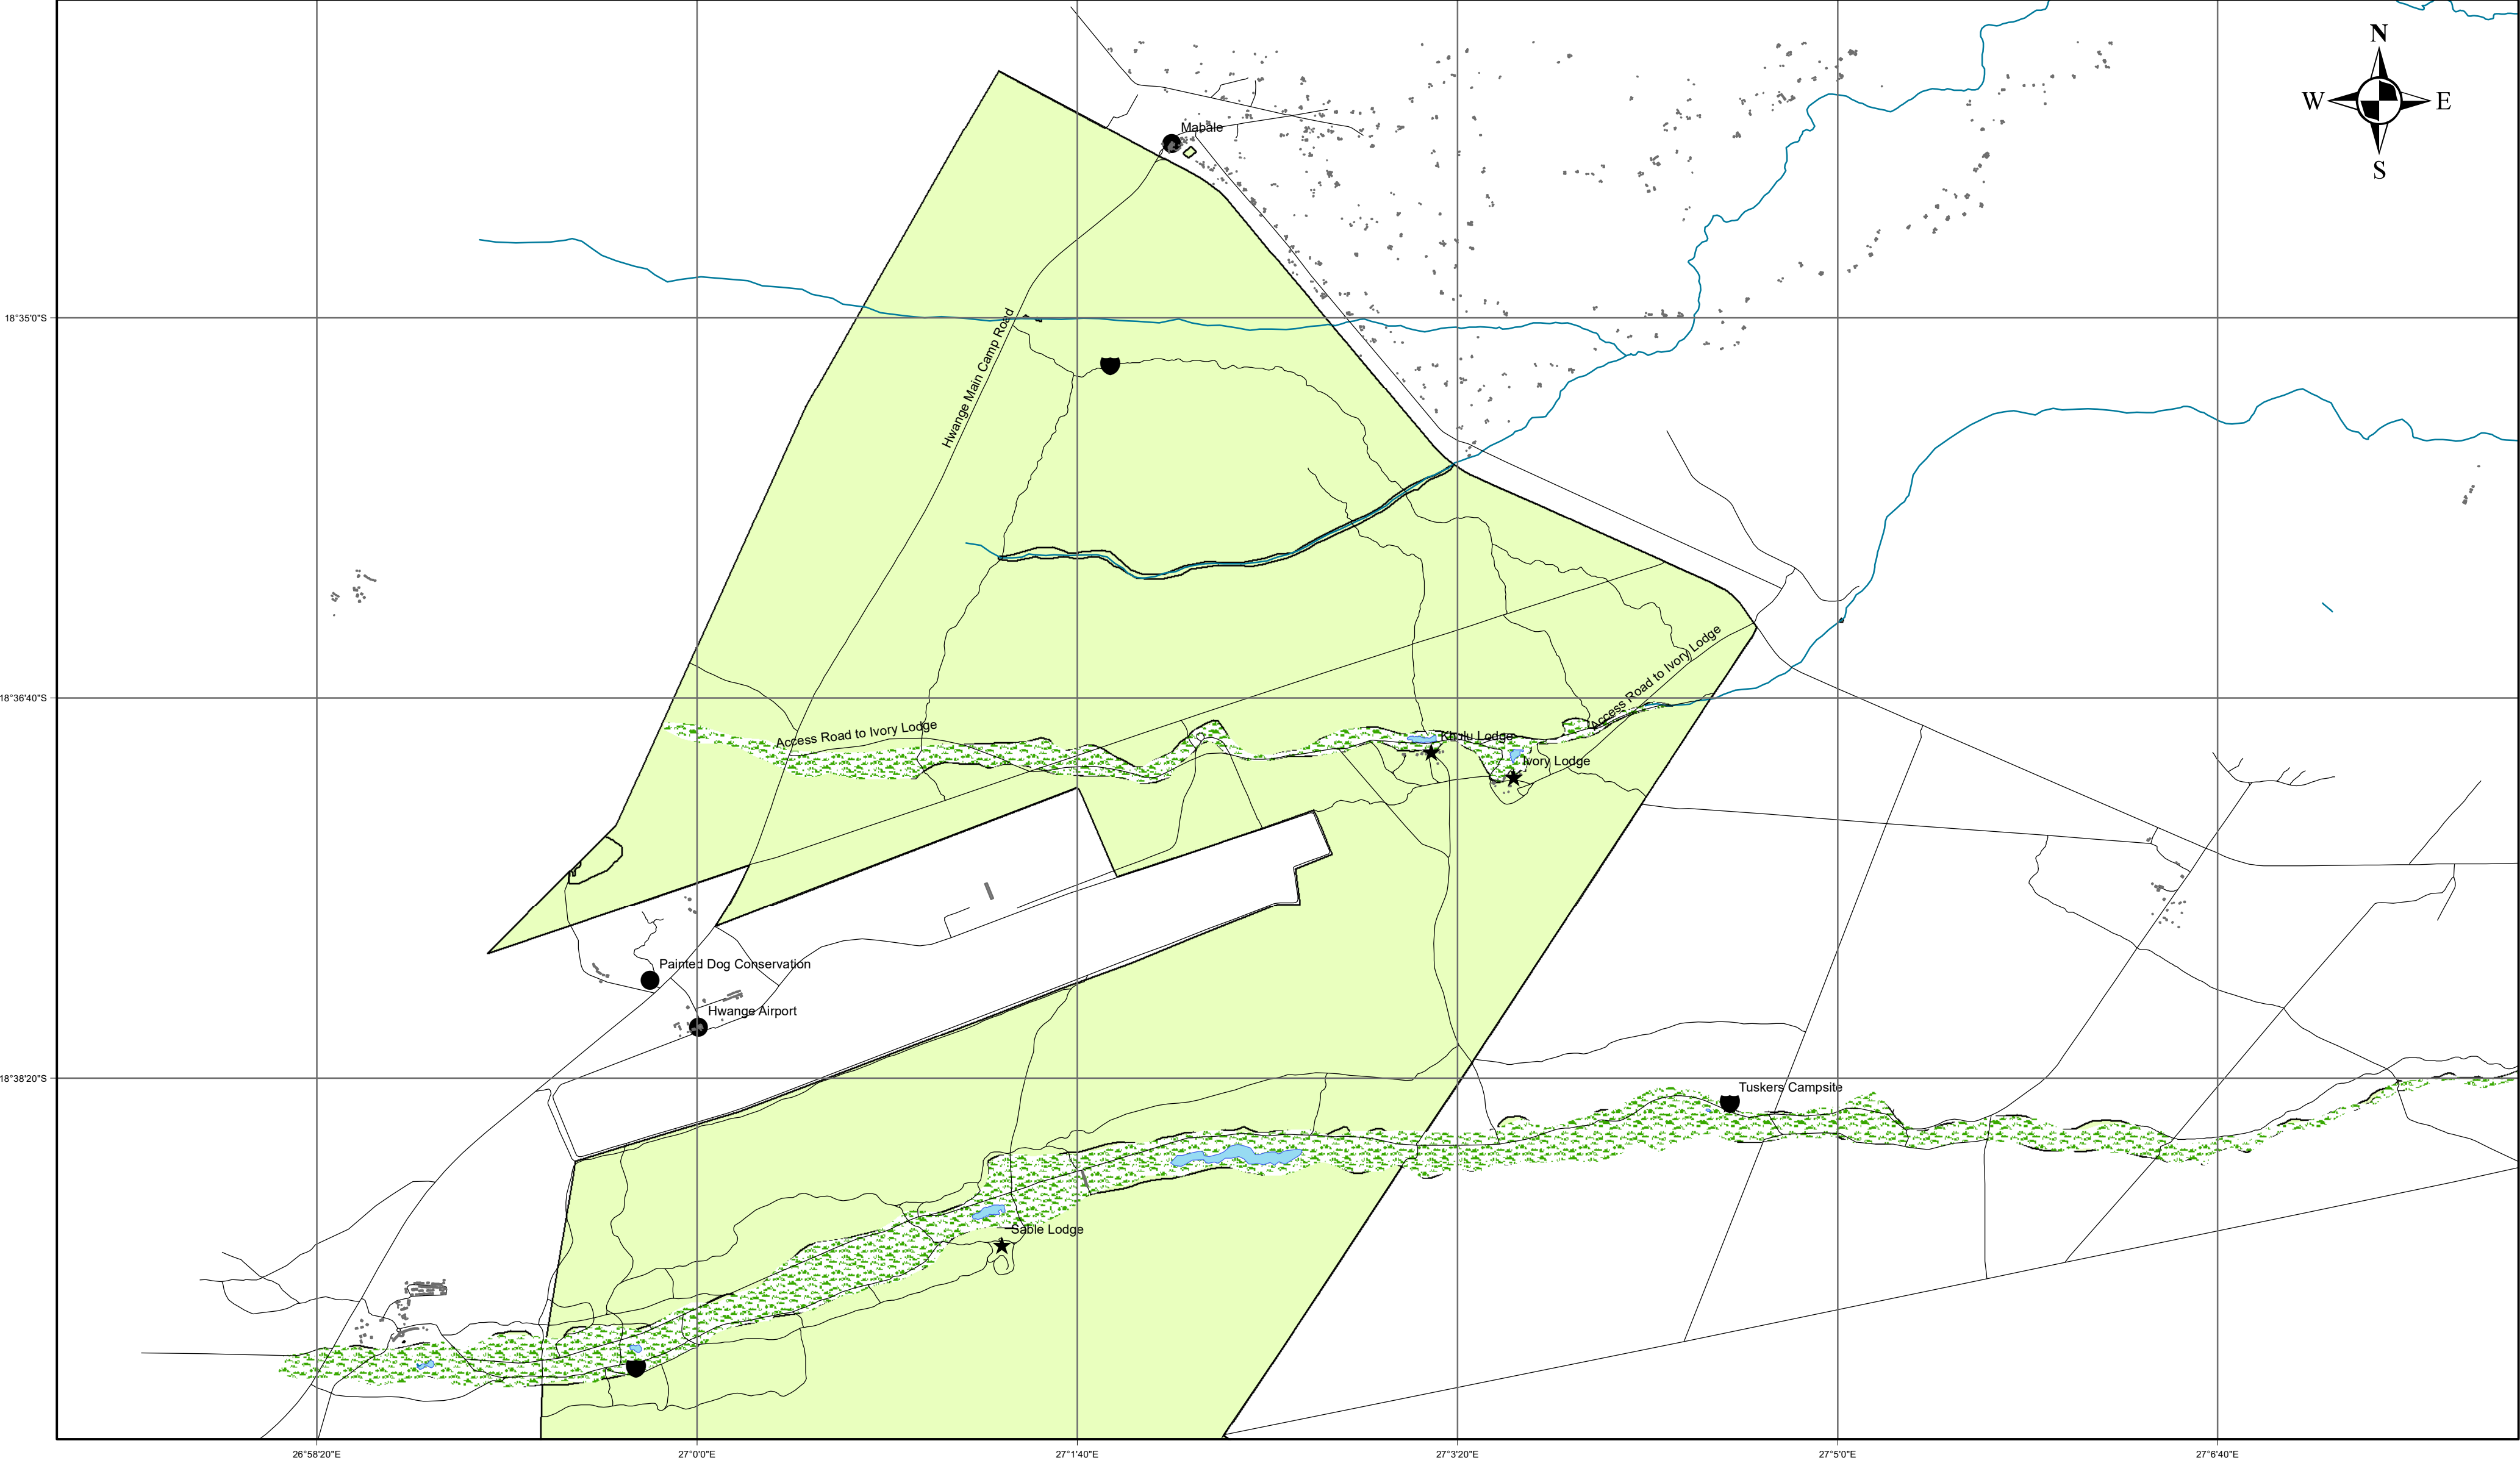 N
W
E
S
Mabale
18°35'0"S
Hwange Main Camp Road
Access Road to Ivory Lodge
18°36'40"S
Access Road to Ivory Lodge
Khulu Lodge
Ivory Lodge
Painted Dog Conservation
Hwange Airport
18°38'20"S
Tuskers Campsite
Sable Lodge
26°58'20"E
27°0'0"E
27°1'40"E
27°3'20"E
27°5'0"E
27°6'40"E